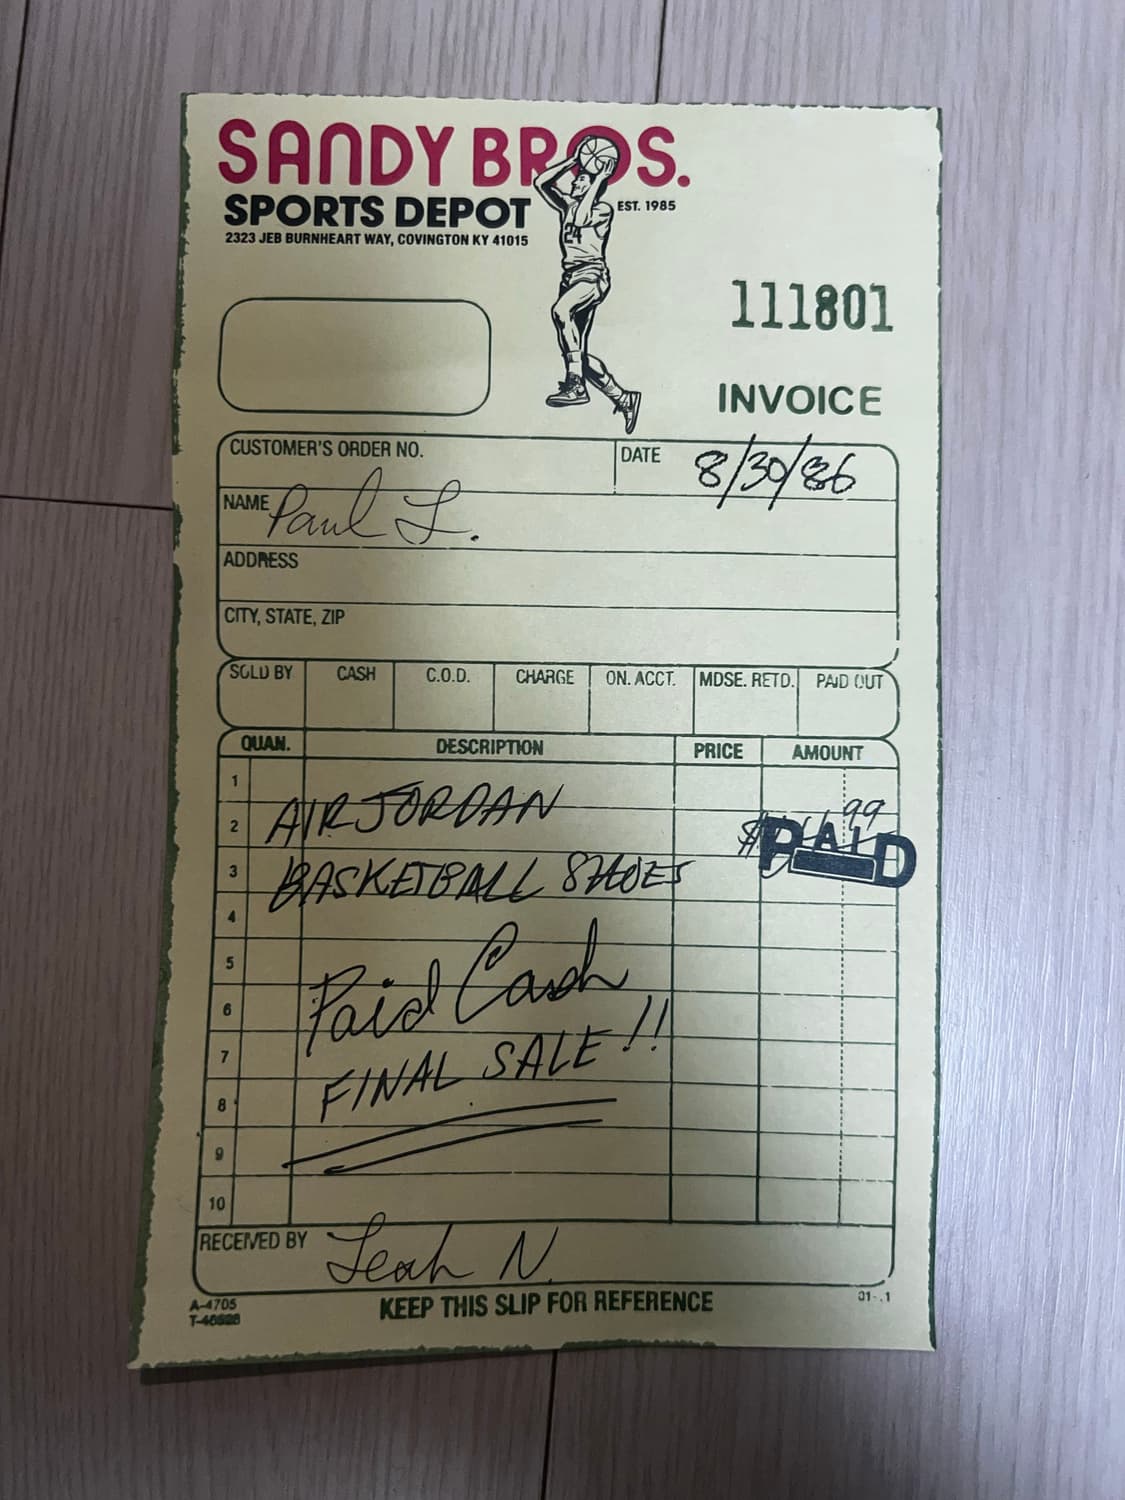 SANDY BROS.
SPORTS DEPOT
EST. 1985
2323 JEB BURNHEART WAY, COVINGTON KY 41015
24
111801
INVOICE
CUSTOMER'S ORDER NO.
DATE 8/30/86
NAME Paul L.
ADDRESS
CITY, STATE, ZIP
SOLD BY CASH C.O.D. CHARGE ON. ACCT. MDSE. RETD. PAID OUT
QUAN. DESCRIPTION PRICE AMOUNT
1
2 AIR JORDAN $ 99
PAID
3 BASKETBALL SHOES
4
5
6 Paid Cash
7
8 FINAL SALE!!
9
10
RECEIVED BY Leah N.
A-4705
KEEP THIS SLIP FOR REFERENCE